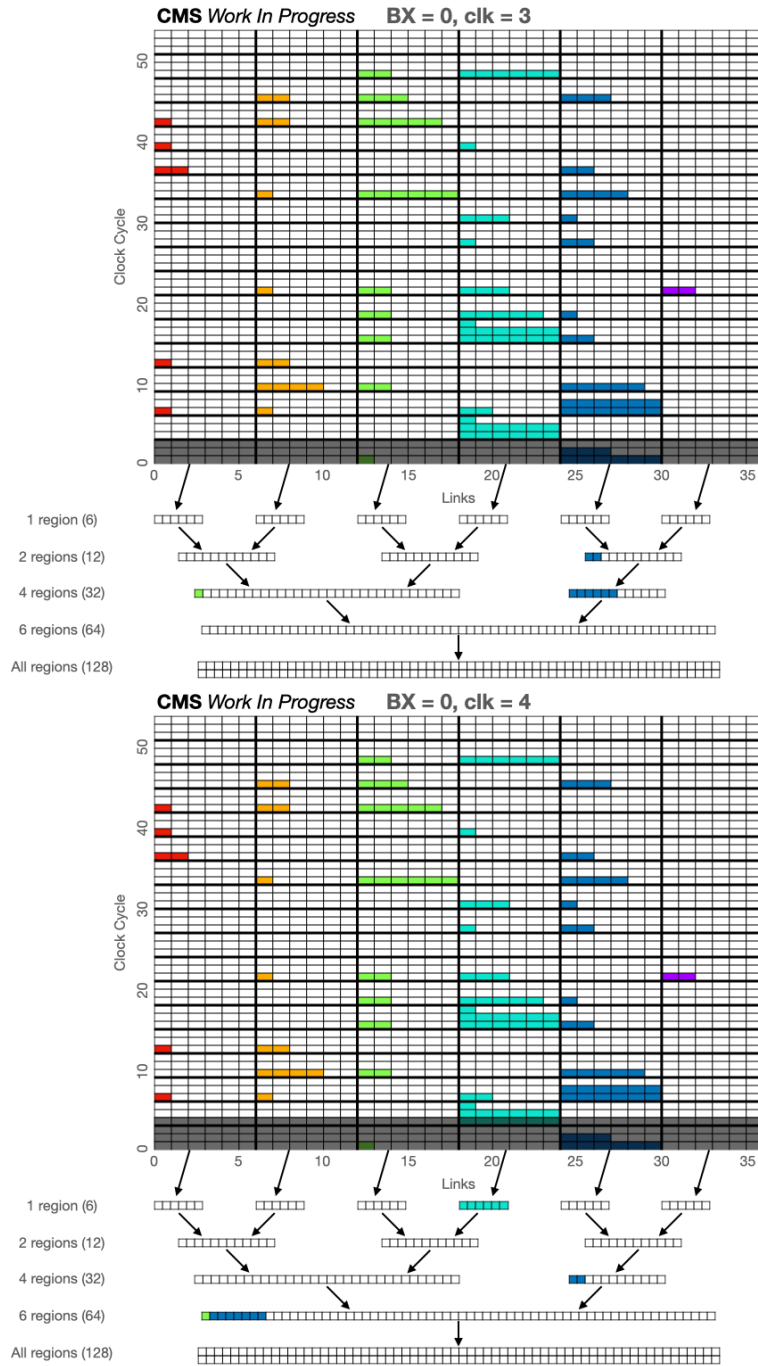 CMS Work In Progress BX = 0, clk = 3
50
40
30
20
10
0
Clock Cycle
0 5 10 15 20 25 30 35
Links
1 region (6)
2 regions (12)
4 regions (32)
6 regions (64)
All regions (128)
CMS Work In Progress BX = 0, clk = 4
50
40
30
20
10
0
Clock Cycle
0 5 10 15 20 25 30 35
Links
1 region (6)
2 regions (12)
4 regions (32)
6 regions (64)
All regions (128)